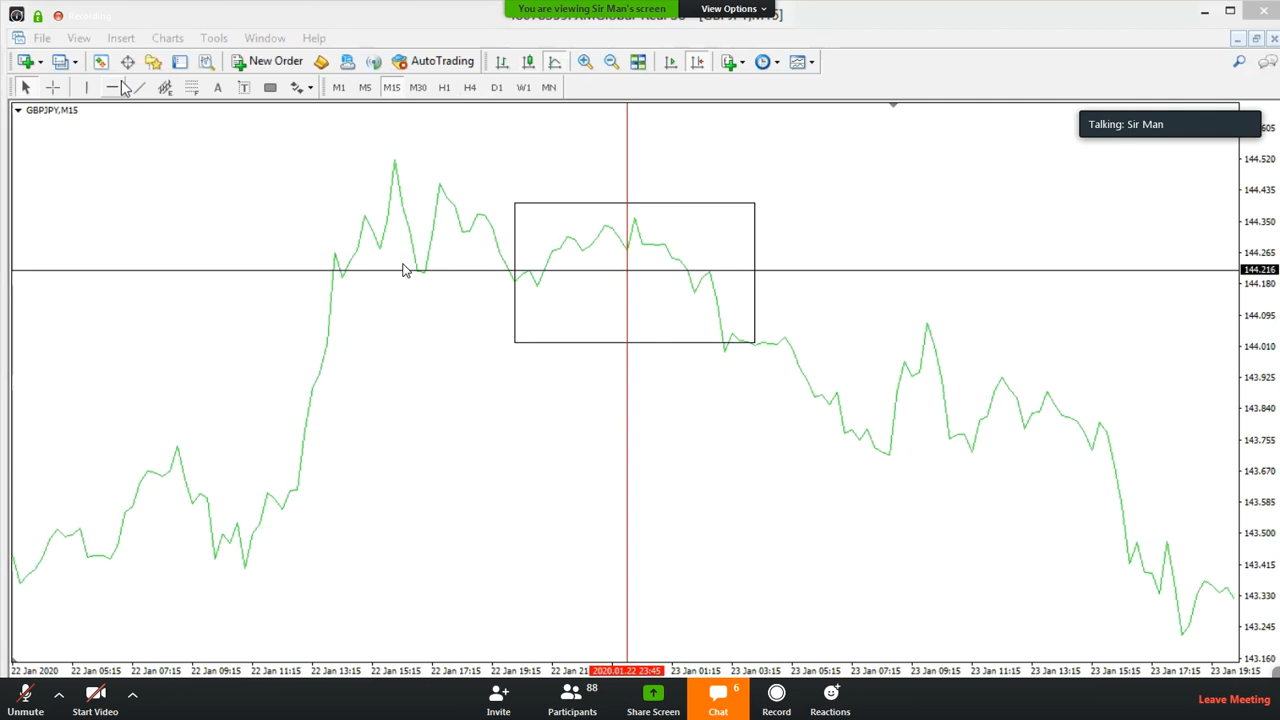 You are viewing Sir Man's screen
View Options
Recording
[GBPJPY,M15]
File View Insert Charts Tools Window Help
New Order AutoTrading
A T M1 M5 M15 M30 H1 H4 D1 W1 MN
GBPJPY,M15
Talking: Sir Man
605
144.520
144.435
144.350
144.265
144.216
144.180
144.095
144.010
143.925
143.840
143.755
143.670
143.585
143.500
143.415
143.330
143.245
143.160
22 Jan 2020 22 Jan 05:15 22 Jan 07:15 22 Jan 09:15 22 Jan 11:15 22 Jan 13:15 22 Jan 15:15 22 Jan 17:15 22 Jan 19:15 22 Jan 21 2020.01.22 23:45 23 Jan 01:15 23 Jan 03:15 23 Jan 05:15 23 Jan 07:15 23 Jan 09:15 23 Jan 11:15 23 Jan 13:15 23 Jan 15:15 23 Jan 17:15 23 Jan 19:15
88 6
Unmute Start Video Invite Participants Share Screen Chat Record Reactions Leave Meeting